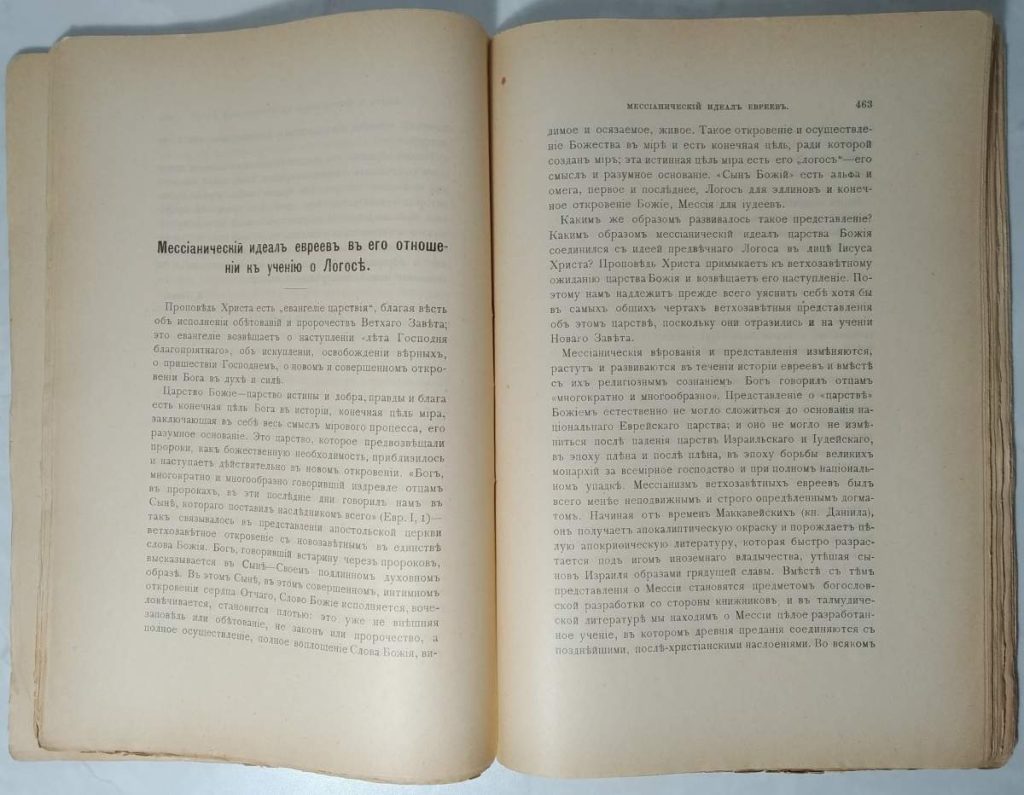 Мессіаническій идеалъ евреевъ въ его отноше-
ніи къ ученію о Логосѣ.
Проповѣдь Христа есть „евангеліе царствія“, благая вѣсть
объ исполненіи обѣтованій и пророчествъ Ветхаго Завѣта;
это евангеліе возвѣщаетъ о наступленіи «лѣта Господня
благопріятнаго», объ искупленіи, освобожденіи вѣрныхъ,
о пришествіи Господнемъ, о новомъ и совершенномъ откро-
веніи Бога въ духѣ и силѣ.
Царство Божіе—царство истины и добра, правды и блага
есть конечная цѣль Бога въ исторіи, конечная цѣль міра,
заключающая въ себѣ весь смыслъ мірового процесса, его
разумное основаніе. Это царство, которое предвозвѣщали
пророки, какъ божественную необходимость, приблизилось
и наступаетъ дѣйствительно въ новомъ откровеніи. «Богъ,
многократно и многообразно говорившій издревле отцамъ
въ пророкахъ, въ эти послѣдніе дни говорилъ намъ въ
Сынѣ, котораго поставилъ наслѣдникомъ всего» (Евр. I, 1)—
такъ связывалось въ представленіи апостольской церкви
ветхозавѣтное откровеніе съ новозавѣтнымъ въ единствѣ
слова Божія. Богъ, говорившій встарину черезъ пророковъ,
высказывается въ Сынѣ—Своемъ подлинномъ духовномъ
образѣ. Въ этомъ Сынѣ, въ этомъ совершенномъ, интимномъ
откровеніи сердца Отчаго, Слово Божіе исполняется, воче-
ловѣчивается, становится плотью: это уже не внѣшняя
заповѣдь или обѣтованіе, не законъ или пророчество, а
полное осуществленіе, полное воплощеніе Слова Божія, ви-
МЕССІАНИЧЕСКІЙ ИДЕАЛЪ ЕВРЕЕВЪ. 463
димое и осязаемое, живое. Такое откровеніе и осуществле-
ніе Божества въ мірѣ и есть конечная цѣль, ради которой
созданъ міръ; эта истинная цѣль міра есть его „логосъ“—его
смыслъ и разумное основаніе. «Сынъ Божій» есть альфа и
омега, первое и послѣднее, Логосъ для эллиновъ и конеч-
ное откровеніе Божіе, Мессія для іудеевъ.
Какимъ же образомъ развивалось такое представленіе?
Какимъ образомъ мессіаническій идеалъ царства Божія
соединился съ идеей предвѣчнаго Логоса въ лицѣ Іисуса
Христа? Проповѣдь Христа примыкаетъ къ ветхозавѣтному
ожиданію царства Божія и возвѣщаетъ его наступленіе. По-
этому намъ надлежитъ прежде всего уяснить себѣ хотя бы
въ самыхъ общихъ чертахъ ветхозавѣтныя представленія
объ этомъ царствѣ, поскольку они отразились и на ученіи
Новаго Завѣта.
Мессіаническія вѣрованія и представленія измѣняются,
растутъ и развиваются въ теченіи исторіи евреевъ и вмѣстѣ
съ ихъ религіознымъ сознаніемъ. Богъ говорилъ отцамъ
«многократно и многообразно». Представленіе о «царствѣ»
Божіемъ естественно не могло сложиться до основанія на-
ціональнаго Еврейскаго царства; и оно не могло не измѣ-
ниться послѣ паденія царствъ Израильскаго и Іудейскаго,
въ эпоху плѣна и послѣ плѣна, въ эпоху борьбы великихъ
монархій за всемірное господство и при полномъ національ-
номъ упадкѣ. Мессіанизмъ ветхозавѣтныхъ евреевъ былъ
всего менѣе неподвижнымъ и строго опредѣленнымъ догма-
томъ. Начиная отъ временъ Маккавейскихъ (кн. Даніила),
онъ получаетъ апокалиптическую окраску и порождаетъ цѣ-
лую апокрифическую литературу, которая быстро разрас-
тается подъ игомъ иноземнаго владычества, утѣшая сы-
новъ Израиля образами грядущей славы. Вмѣстѣ съ тѣмъ
представленія о Мессіи становятся предметомъ богослов-
ской разработки со стороны книжниковъ, и въ талмудиче-
ской литературѣ мы находимъ о Мессіи цѣлое разработан-
ное ученіе, въ которомъ древнія преданія соединяются съ
позднѣйшими, послѣ-христіанскими наслоеніями. Во всякомъ